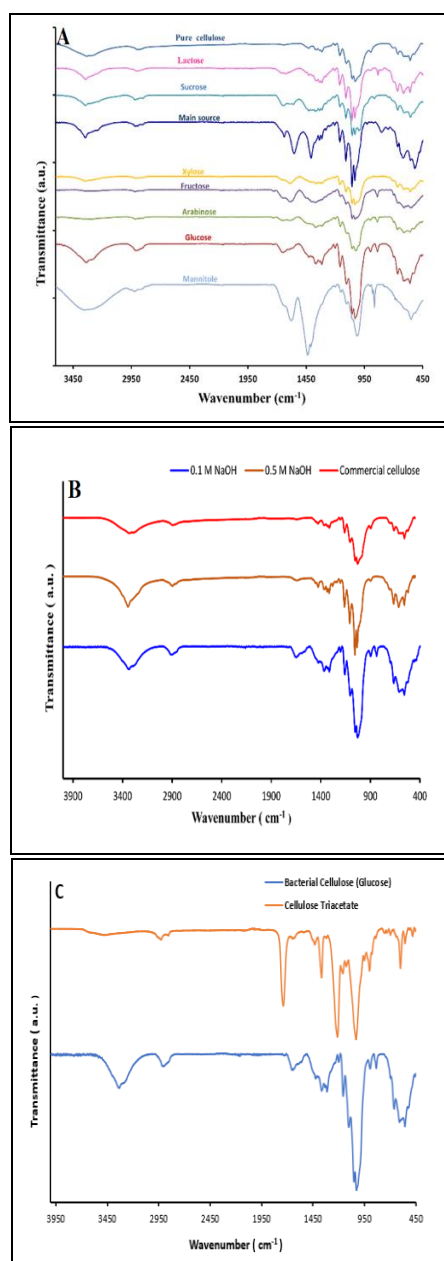 A
Pure cellulose
Lactose
Sucrose
Main source
Xylose
Fructose
Arabinose
Glucose
Mannitole
Transmittance (a.u.)
3450 2950 2450 1950 1450 950 450
Wavenumber (cm-1)
0.1 M NaOH 0.5 M NaOH Commercial cellulose
B
Transmittance ( a.u.)
3900 3400 2900 2400 1900 1400 900 400
Wavenumber ( cm-1 )
C
Bacterial Cellulose (Glucose)
Cellulose Triacetate
Transmittance ( a.u.)
3950 3450 2950 2450 1950 1450 950 450
Wavenumber ( cm-1 )